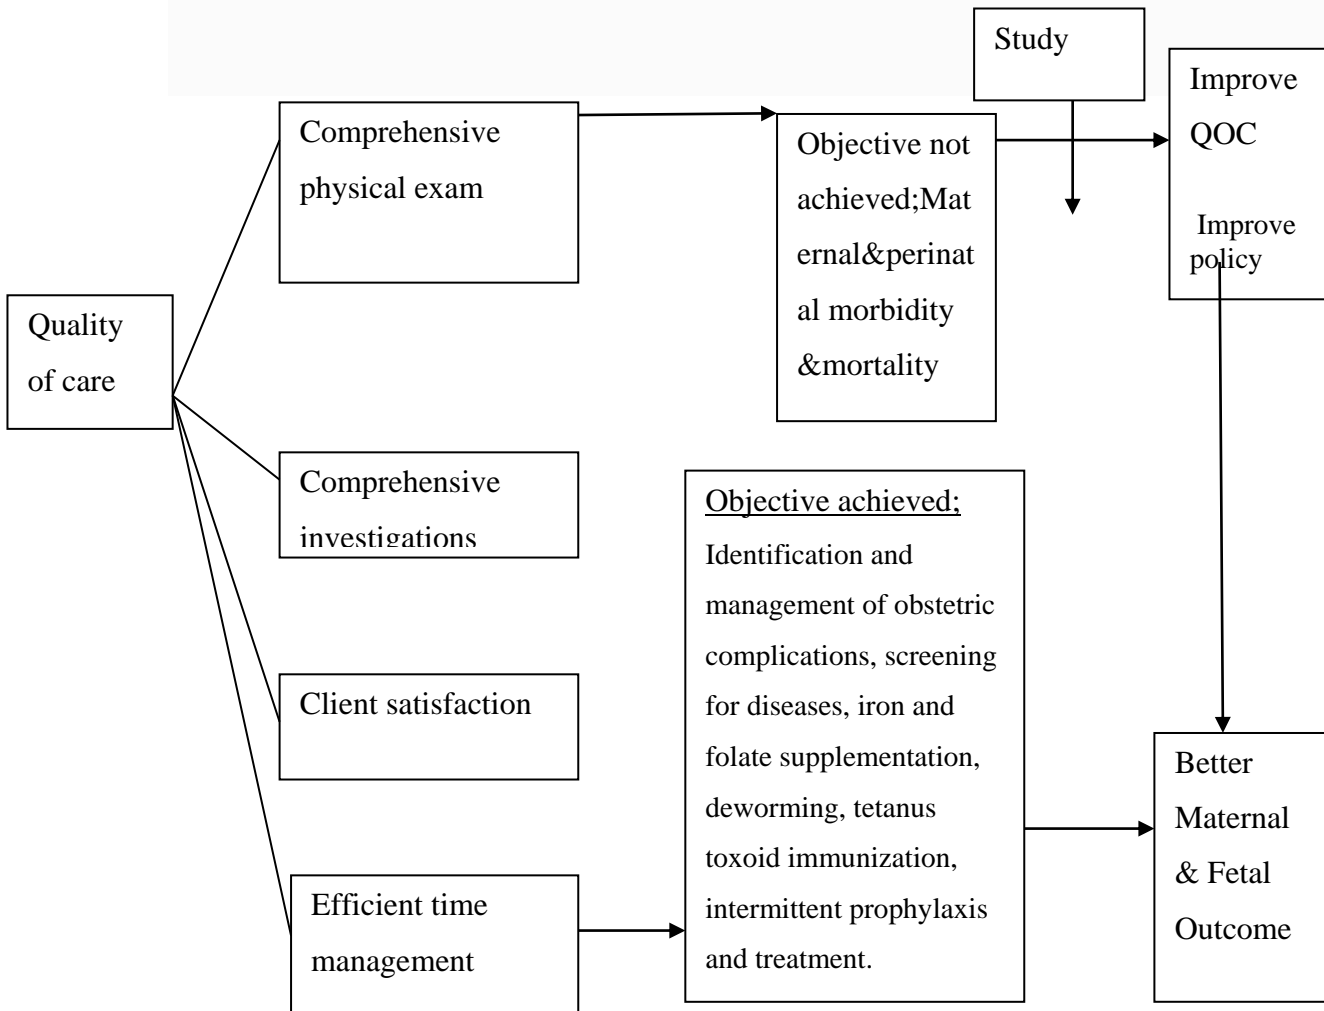 Study
Improve
QOC
Improve
policy
Comprehensive
physical exam
Objective not
achieved;Mat
ernal&perinat
al morbidity
&mortality
Quality
of care
Comprehensive
investigations
Client satisfaction
Efficient time
management
Objective achieved;
Identification and
management of obstetric
complications, screening
for diseases, iron and
folate supplementation,
deworming, tetanus
toxoid immunization,
intermittent prophylaxis
and treatment.
Better
Maternal
& Fetal
Outcome